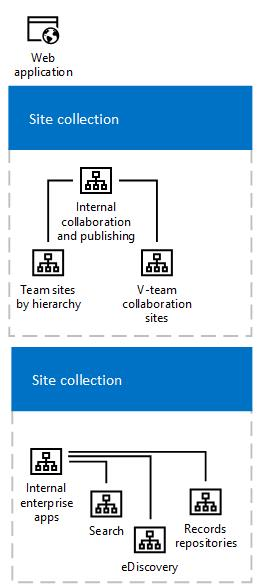 Web
application
Site collection
Internal
collaboration
and publishing
Team sites
by hierarchy
V-team
collaboration
sites
Site collection
Internal
enterprise
apps
Search
eDiscovery
Records
repositories